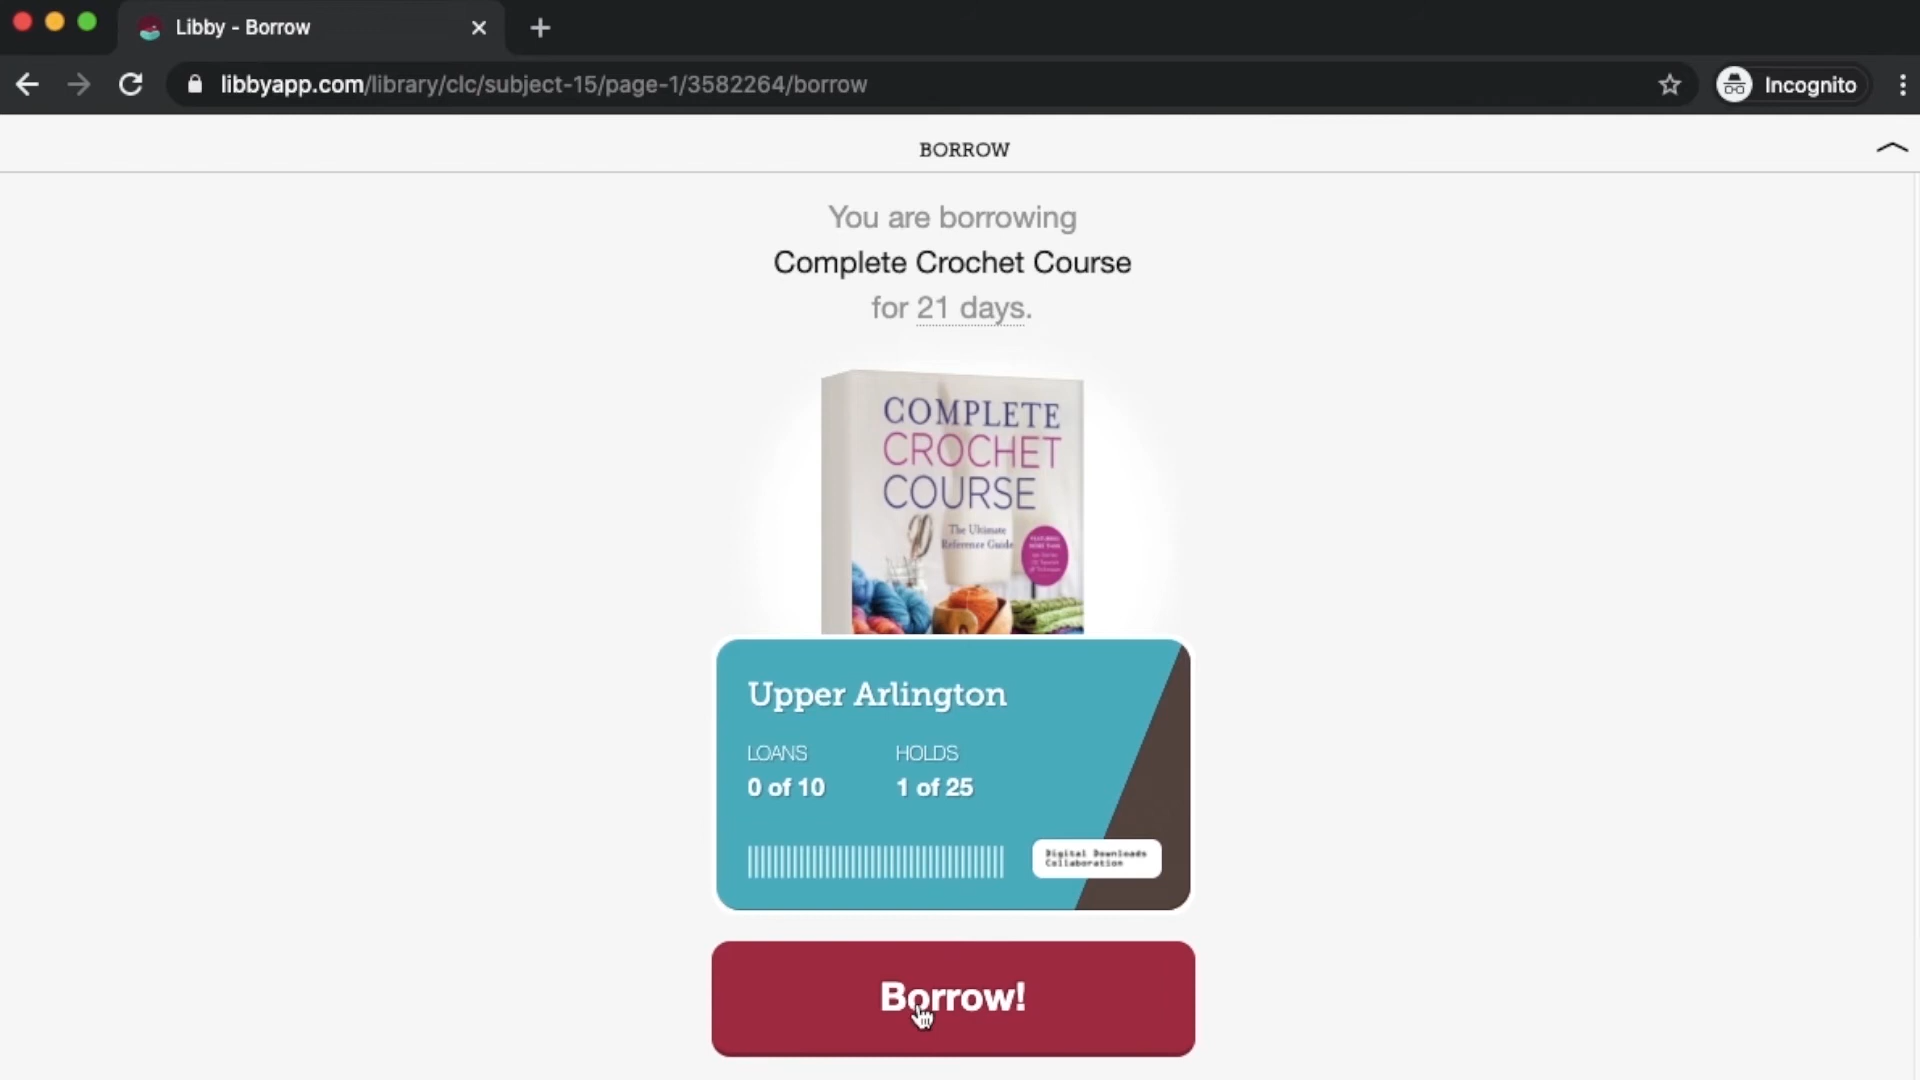 Libby - Borrow
libbyapp.com/library/clc/subject-15/page-1/3582264/borrow
Incognito
BORROW
You are borrowing
Complete Crochet Course
for 21 days.
COMPLETE
CROCHET
COURSE
The Ultimate
Reference Guide
Upper Arlington
LOANS
HOLDS
0 of 10
1 of 25
Digital Downloads
Collaboration
Borrow!